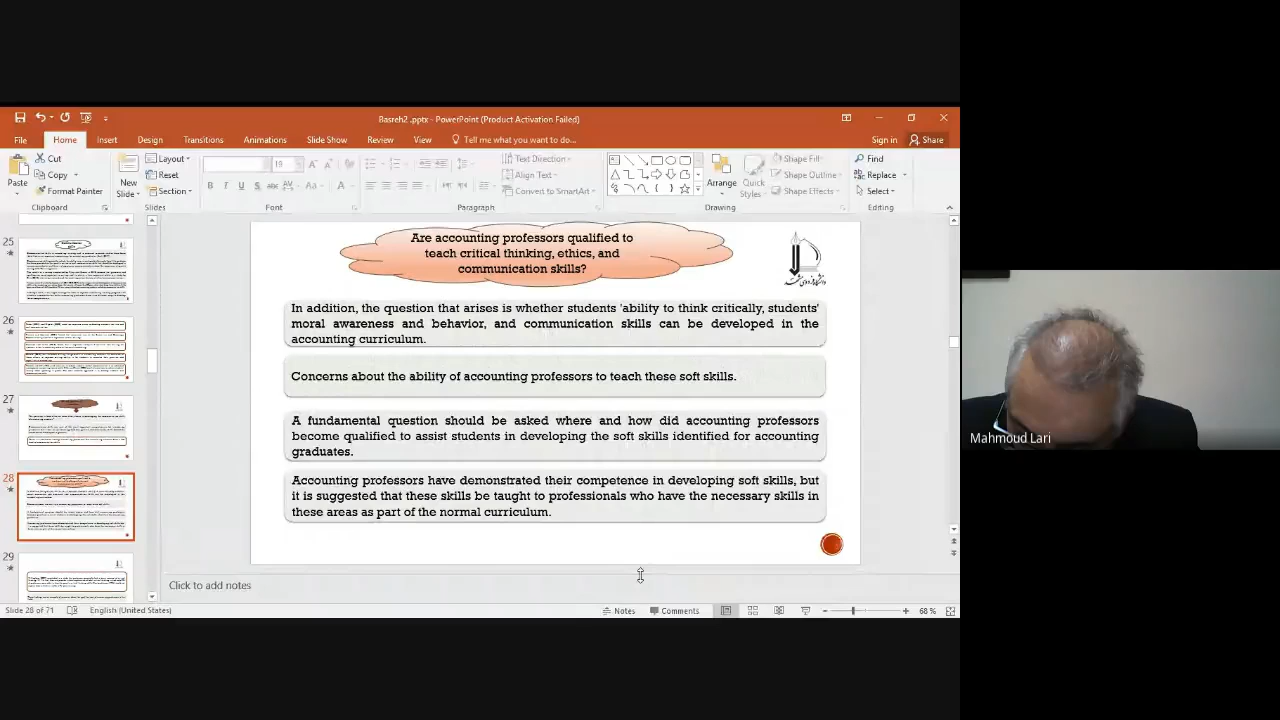 Basreh2 .pptx - PowerPoint (Product Activation Failed)
File Home Insert Design Transitions Animations Slide Show Review View Tell me what you want to do... Sign in Share
Paste Cut
Copy
Format Painter
Clipboard
New Slide
Layout
Reset
Section
Slides
19
B I U S abc AV Aa A
Font
Paragraph
Text Direction
Align Text
Convert to SmartArt
Arrange
Quick Styles
Shape Fill
Shape Outline
Shape Effects
Drawing
Find
Replace
Select
Editing
25
26
27
28
29
Are accounting professors qualified to
teach critical thinking, ethics, and
communication skills?
In addition, the question that arises is whether students 'ability to think critically, students'
moral awareness and behavior, and communication skills can be developed in the
accounting curriculum.
Concerns about the ability of accounting professors to teach these soft skills.
A fundamental question should be asked where and how did accounting professors
become qualified to assist students in developing the soft skills identified for accounting
graduates.
Accounting professors have demonstrated their competence in developing soft skills, but
it is suggested that these skills be taught to professionals who have the necessary skills in
these areas as part of the normal curriculum.
Click to add notes
Slide 28 of 71 English (United States) Notes Comments 68 %
Mahmoud Lari